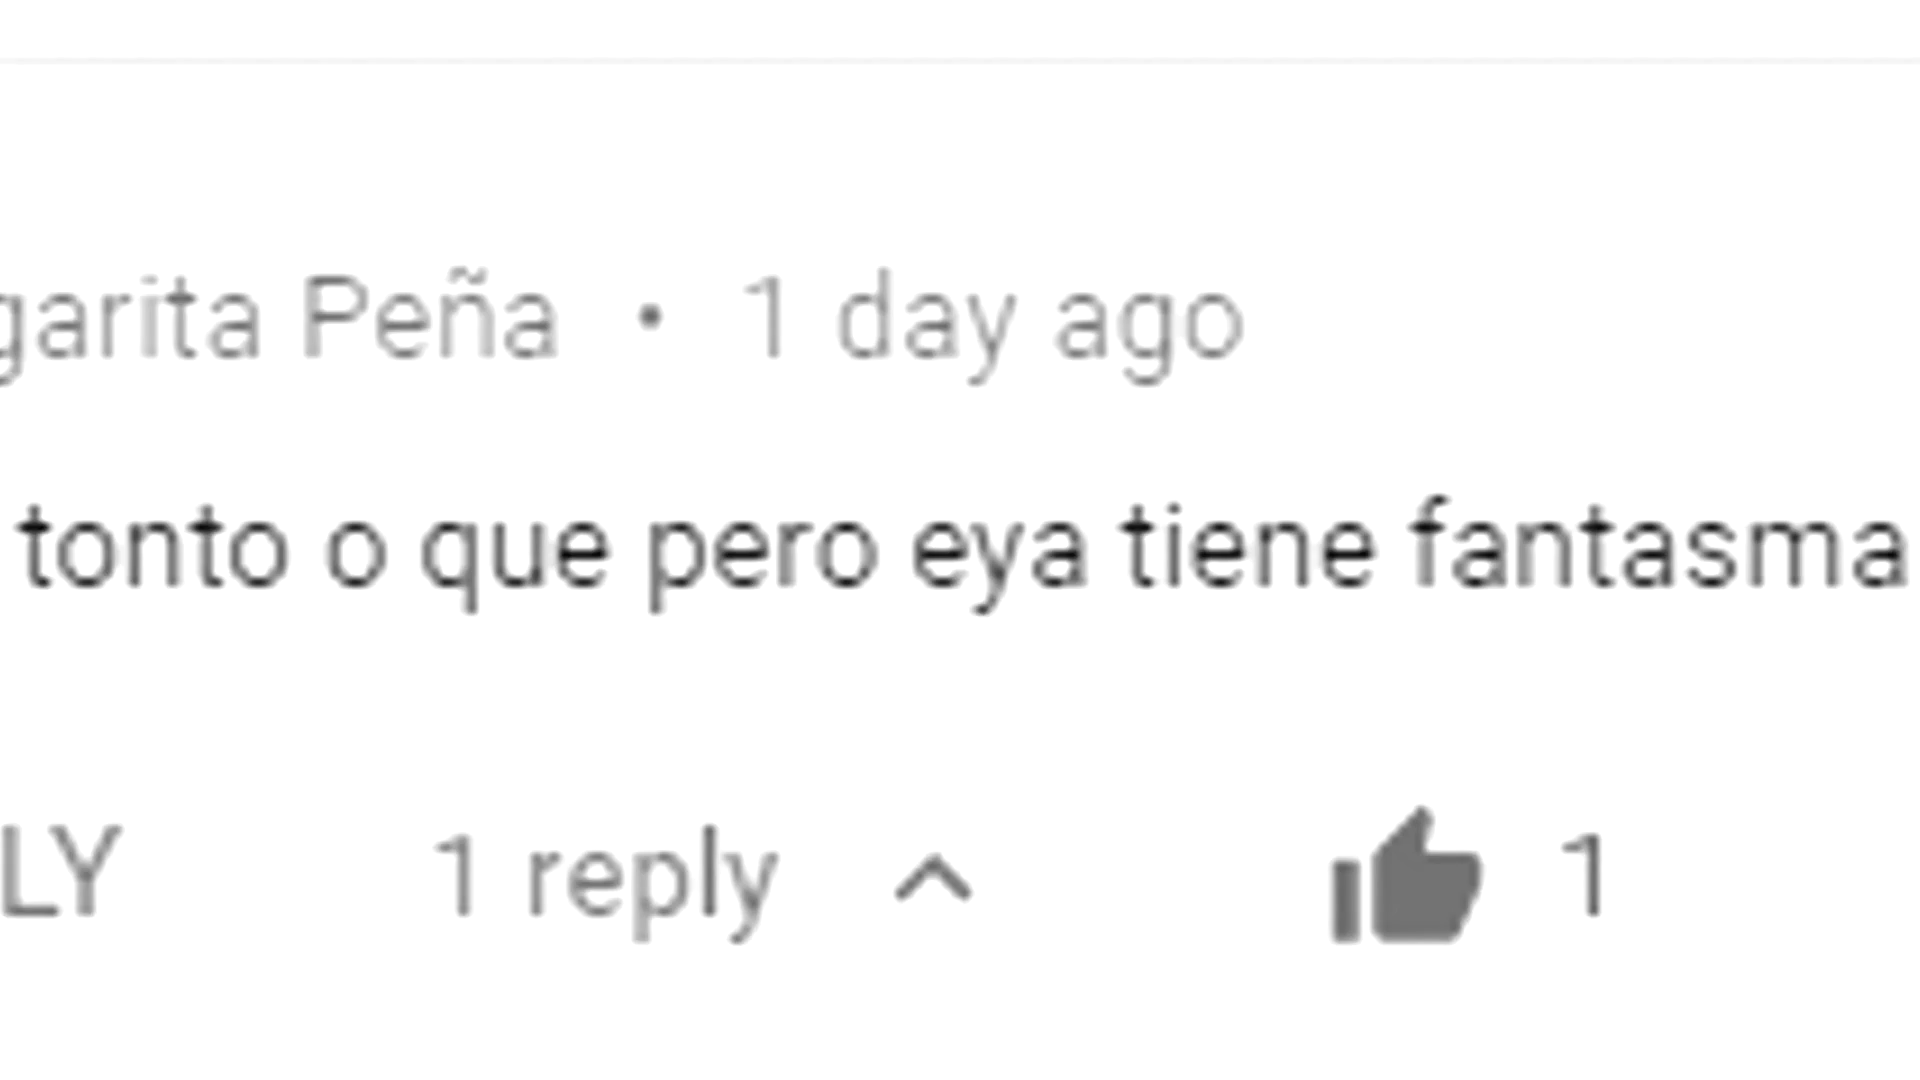 garita Peña • 1 day ago
tonto o que pero eya tiene fantasma
LY 1 reply 1